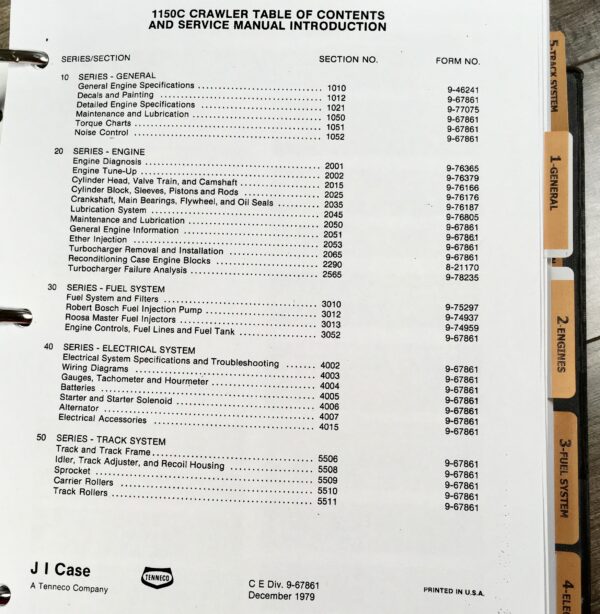 1150C CRAWLER TABLE OF CONTENTS
AND SERVICE MANUAL INTRODUCTION
SERIES/SECTION SECTION NO. FORM NO.
10 SERIES - GENERAL
General Engine Specifications 1010 9-46241
Decals and Painting 1012 9-67861
Detailed Engine Specifications 1021 9-77075
Maintenance and Lubrication 1050 9-67861
Torque Charts 1051 9-67861
Noise Control 1052 9-67861
20 SERIES - ENGINE
Engine Diagnosis 2001 9-76365
Engine Tune-Up 2002 9-76379
Cylinder Head, Valve Train, and Camshaft 2015 9-76166
Cylinder Block, Sleeves, Pistons and Rods 2025 9-76176
Crankshaft, Main Bearings, Flywheel, and Oil Seals 2035 9-76187
Lubrication System 2045 9-76805
Maintenance and Lubrication 2050 9-67861
General Engine Information 2051 9-67861
Ether Injection 2053 9-67861
Turbocharger Removal and Installation 2065 9-67861
Reconditioning Case Engine Blocks 2290 8-21170
Turbocharger Failure Analysis 2565 9-78235
30 SERIES - FUEL SYSTEM
Fuel System and Filters 3010 9-75297
Robert Bosch Fuel Injection Pump 3012 9-74937
Roosa Master Fuel Injectors 3013 9-74959
Engine Controls, Fuel Lines and Fuel Tank 3052 9-67861
40 SERIES - ELECTRICAL SYSTEM
Electrical System Specifications and Troubleshooting 4002 9-67861
Wiring Diagrams 4003 9-67861
Gauges, Tachometer and Hourmeter 4004 9-67861
Batteries 4005 9-67861
Starter and Starter Solenoid 4006 9-67861
Alternator 4007 9-67861
Electrical Accessories 4015 9-67861
50 SERIES - TRACK SYSTEM
Track and Track Frame 5506 9-67861
Idler, Track Adjuster, and Recoil Housing 5508 9-67861
Sprocket 5509 9-67861
Carrier Rollers 5510 9-67861
Track Rollers 5511 9-67861
J I Case
A Tenneco Company
TENNECO
C E Div. 9-67861
December 1979
PRINTED IN U.S.A.
5-TRACK SYSTEM
1-GENERAL
2-ENGINES
3-FUEL SYSTEM